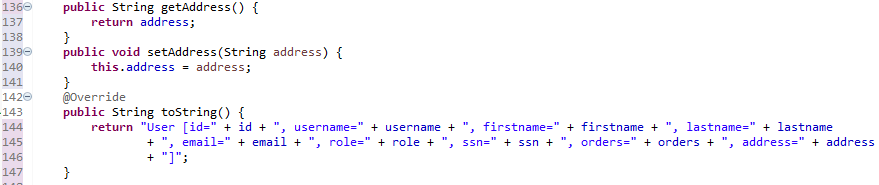 136 public String getAddress() {
137 return address;
138 }
139 public void setAddress(String address) {
140 this.address = address;
141 }
142 @Override
143 public String toString() {
144 return "User [id=" + id + ", username=" + username + ", firstname=" + firstname + ", lastname=" + lastname
145 + ", email=" + email + ", role=" + role + ", ssn=" + ssn + ", orders=" + orders + ", address=" + address
146 + "]";
147 }